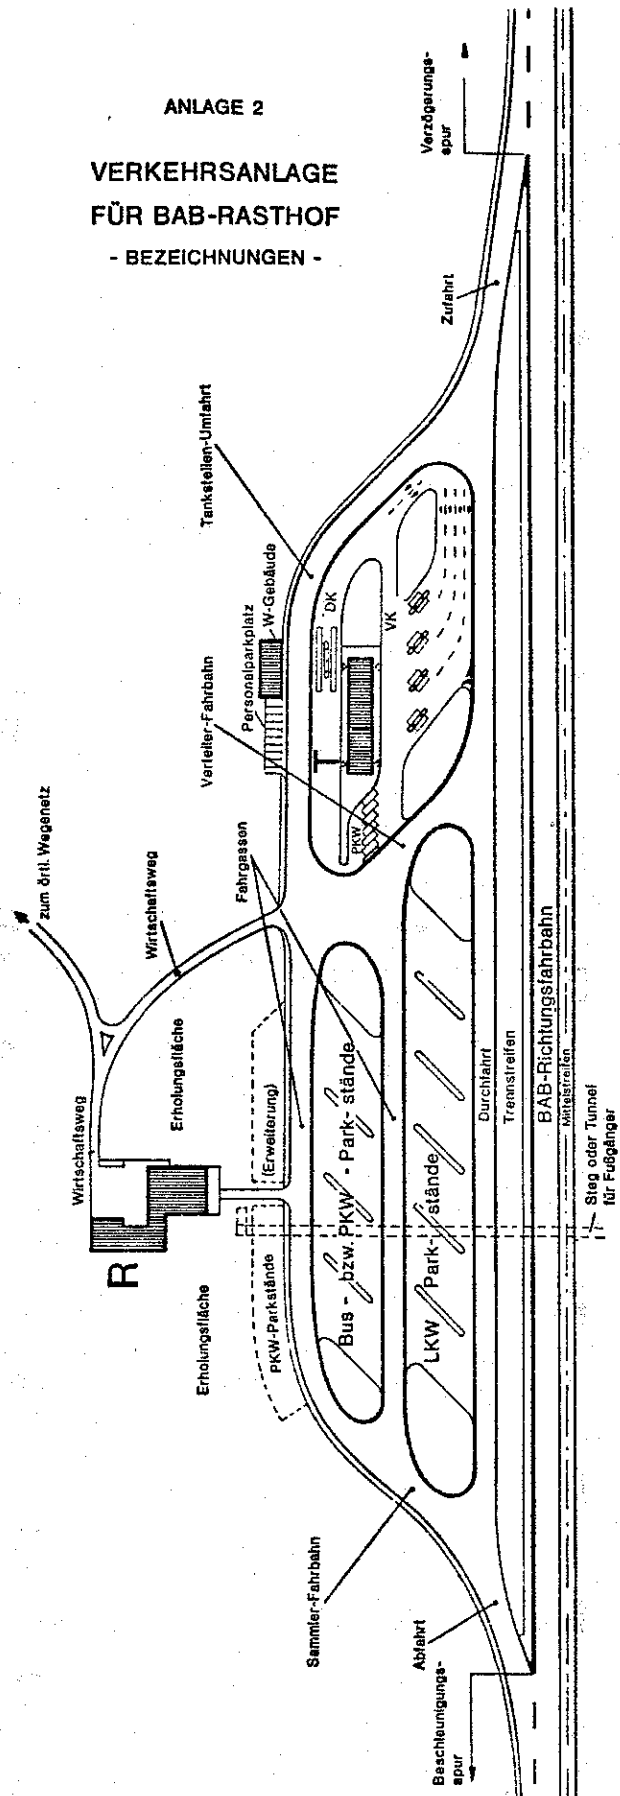 ANLAGE 2
VERKEHRSANLAGE
FÜR BAB-RASTHOF
- BEZEICHNUNGEN -
Verzögerungs-
spur
Zufahrt
Tankstellen-Umfahrt
W-Gebäude
Personalparkplatz
DK
VK
PKW
Verteiler-Fahrbahn
Fahrgassen
zum örtl. Wegenetz
Wirtschaftsweg
Wirtschaftsweg
Erholungsfläche
(Erweiterung)
R
Erholungsfläche
PKW-Parkstände
Bus- bzw. PKW - Park- stände
LKW Park- stände
Durchfahrt
Trennstreifen
BAB-Richtungsfahrbahn
Mittelstreifen
Steg oder Tunnel
für Fußgänger
Sammler-Fahrbahn
Abfahrt
Beschleunigungs-
spur